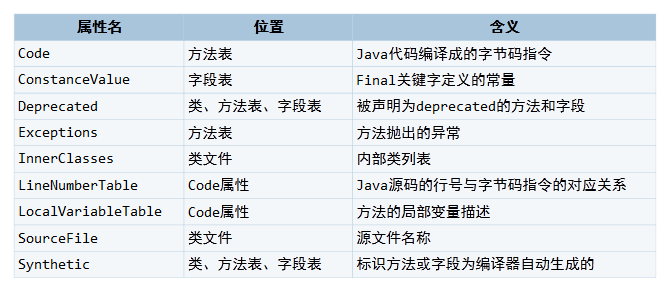 属性名 位置 含义
Code 方法表 Java代码编译成的字节码指令
ConstanceValue 字段表 Final关键字定义的常量
Deprecated 类、方法表、字段表 被声明为deprecated的方法和字段
Exceptions 方法表 方法抛出的异常
InnerClasses 类文件 内部类列表
LineNumberTable Code属性 Java源码的行号与字节码指令的对应关系
LocalVariableTable Code属性 方法的局部变量描述
SourceFile 类文件 源文件名称
Synthetic 类、方法表、字段表 标识方法或字段为编译器自动生成的